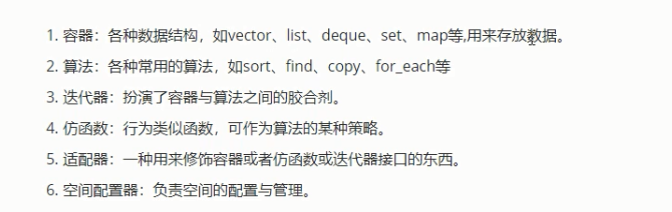 1. 容器：各种数据结构，如vector、list、deque、set、map等,用来存放数据。
2. 算法：各种常用的算法，如sort、find、copy、for_each等
3. 迭代器：扮演了容器与算法之间的胶合剂。
4. 仿函数：行为类似函数，可作为算法的某种策略。
5. 适配器：一种用来修饰容器或者仿函数或迭代器接口的东西。
6. 空间配置器：负责空间的配置与管理。